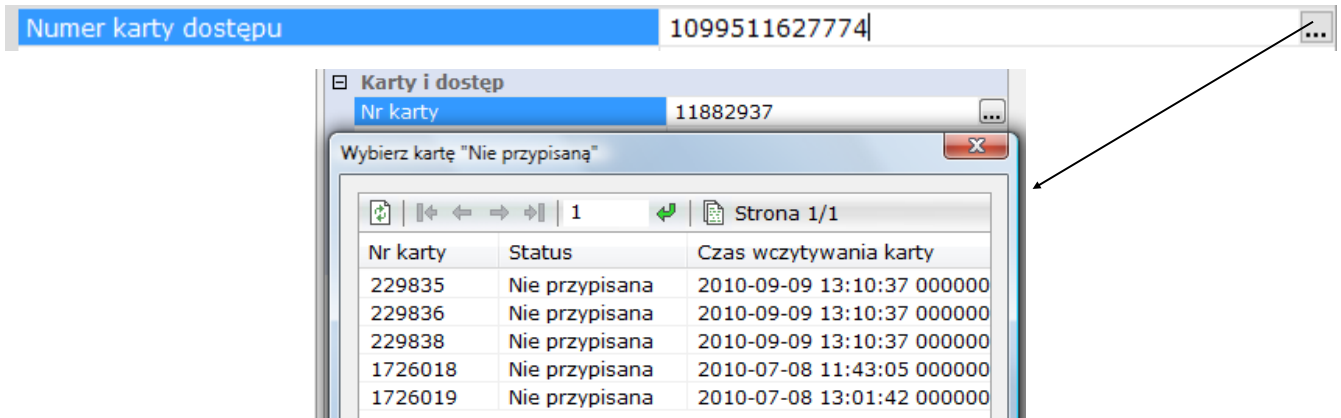 Numer karty dostępu 1099511627774 ...
Karty i dostęp
Nr karty 11882937 ...
Wybierz kartę "Nie przypisaną"
1 Strona 1/1
Nr karty Status Czas wczytywania karty
229835 Nie przypisana 2010-09-09 13:10:37 000000
229836 Nie przypisana 2010-09-09 13:10:37 000000
229838 Nie przypisana 2010-09-09 13:10:37 000000
1726018 Nie przypisana 2010-07-08 11:43:05 000000
1726019 Nie przypisana 2010-07-08 13:01:42 000000